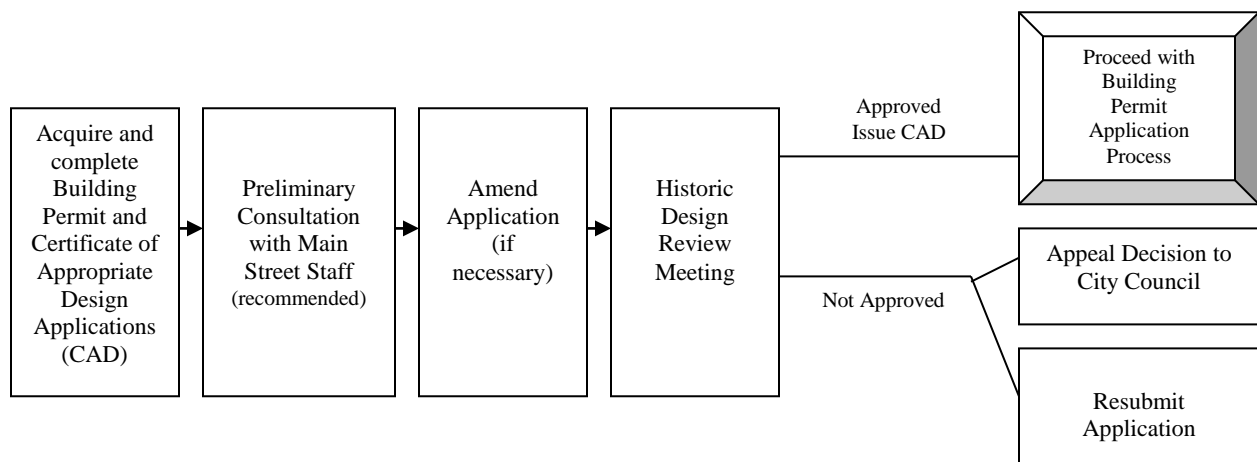 Acquire and
complete
Building
Permit and
Certificate of
Appropriate
Design
Applications
(CAD)
Preliminary
Consultation
with Main
Street Staff
(recommended)
Amend
Application
(if
necessary)
Historic
Design
Review
Meeting
Approved
Issue CAD
Proceed with
Building
Permit
Application
Process
Not Approved
Appeal Decision to
City Council
Resubmit
Application